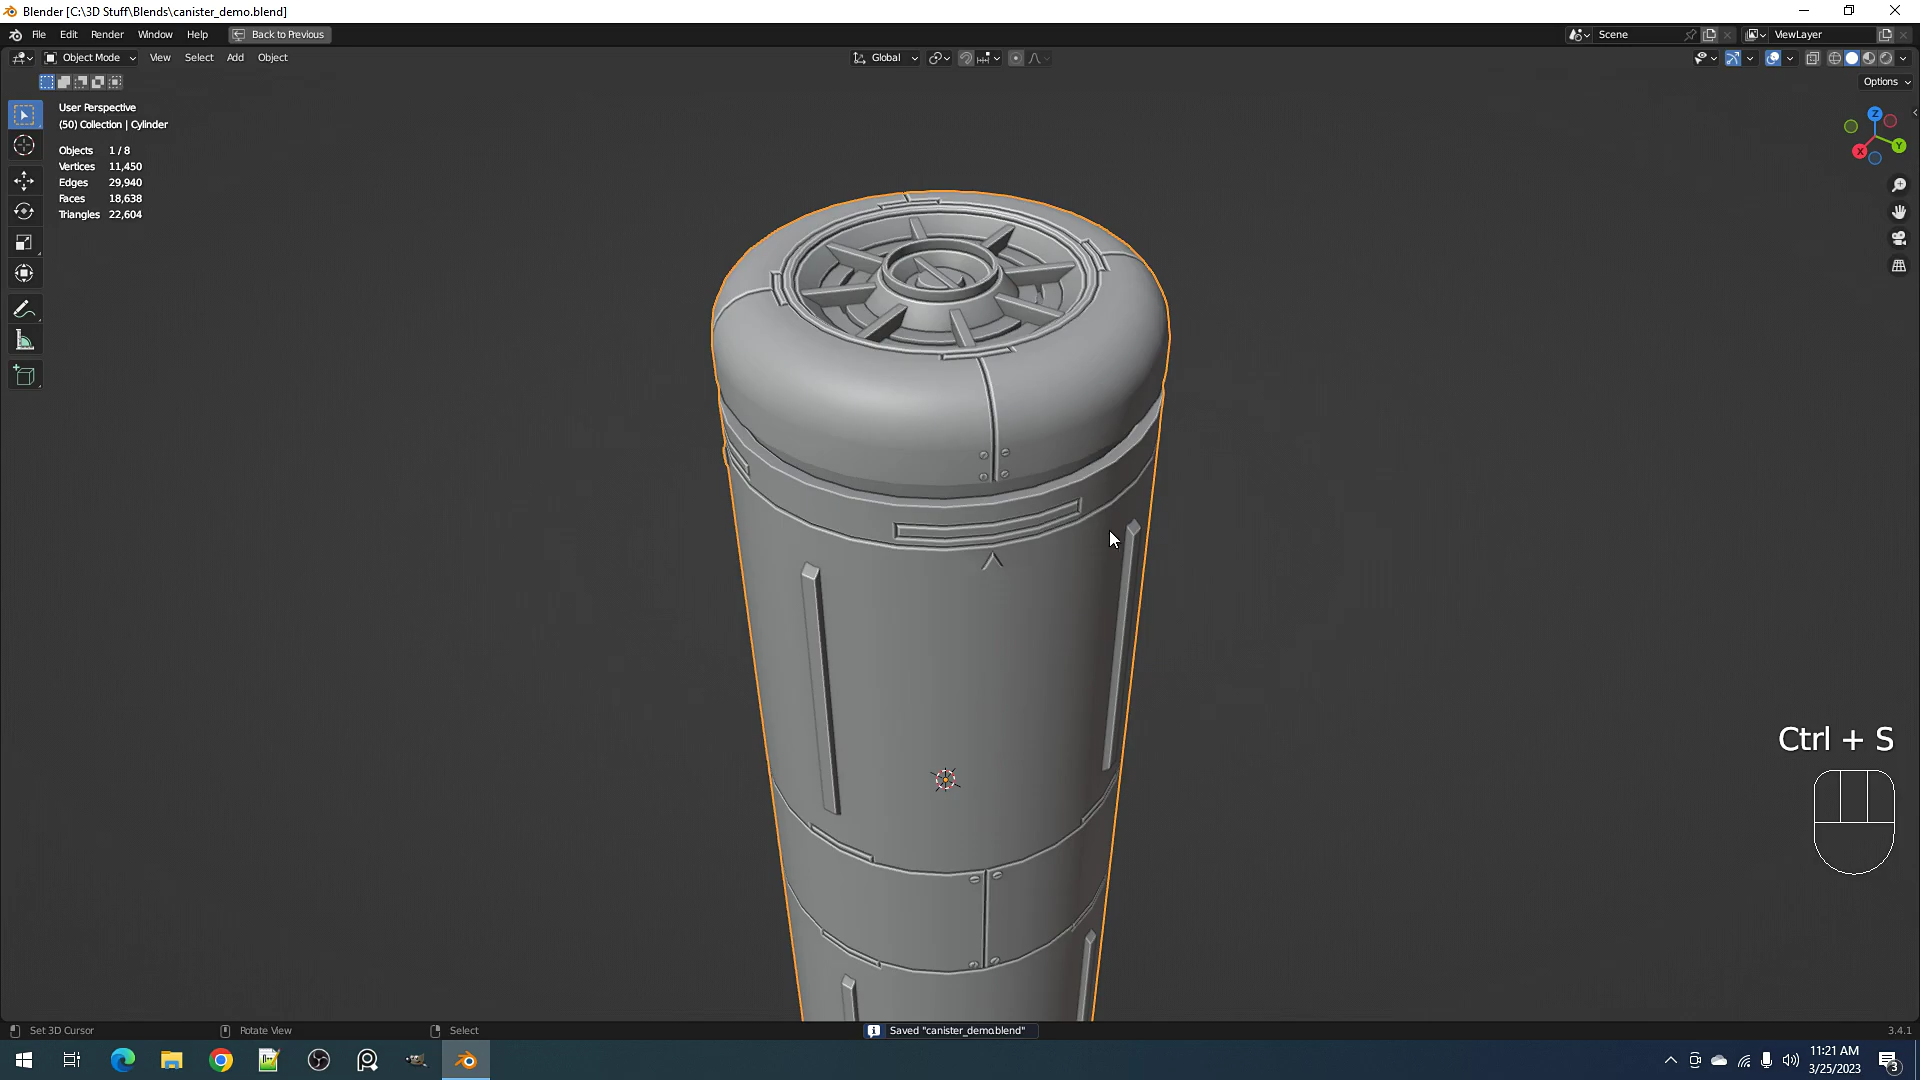 Blender [C:\3D Stuff\Blends\canister_demo.blend]
File Edit Render Window Help Back to Previous Scene ViewLayer
Object Mode View Select Add Object Global
Options
User Perspective
(50) Collection | Cylinder
Objects 1 / 8
Vertices 11,450
Edges 29,940
Faces 18,638
Triangles 22,604
Z
Y
X
Ctrl + S
Set 3D Cursor Rotate View Select Saved "canister_demo.blend" 3.4.1
11:21 AM
3/25/2023
3